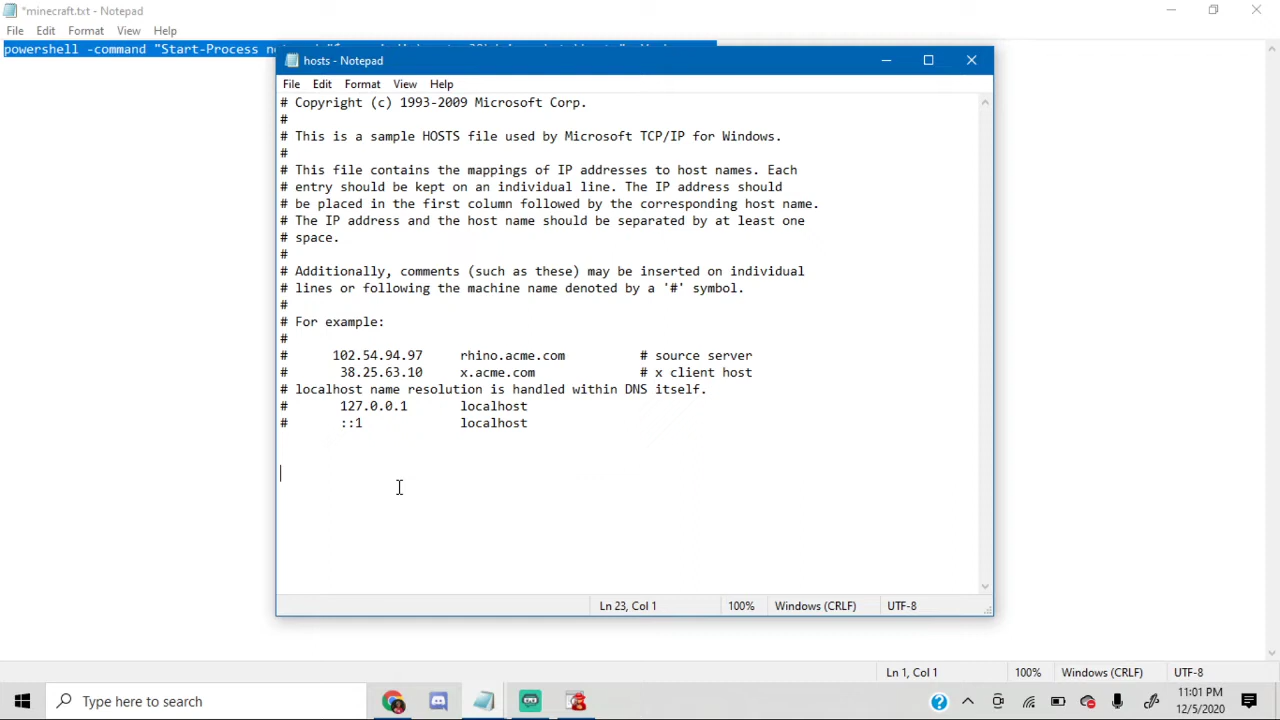 *minecraft.txt - Notepad
File Edit Format View Help
powershell -command "Start-Process
hosts - Notepad
File Edit Format View Help
# Copyright (c) 1993-2009 Microsoft Corp.
#
# This is a sample HOSTS file used by Microsoft TCP/IP for Windows.
#
# This file contains the mappings of IP addresses to host names. Each
# entry should be kept on an individual line. The IP address should
# be placed in the first column followed by the corresponding host name.
# The IP address and the host name should be separated by at least one
# space.
#
# Additionally, comments (such as these) may be inserted on individual
# lines or following the machine name denoted by a '#' symbol.
#
# For example:
#
# 102.54.94.97 rhino.acme.com # source server
# 38.25.63.10 x.acme.com # x client host
# localhost name resolution is handled within DNS itself.
# 127.0.0.1 localhost
# ::1 localhost
Ln 23, Col 1 100% Windows (CRLF) UTF-8
Ln 1, Col 1 100% Windows (CRLF) UTF-8
Type here to search
11:01 PM
12/5/2020